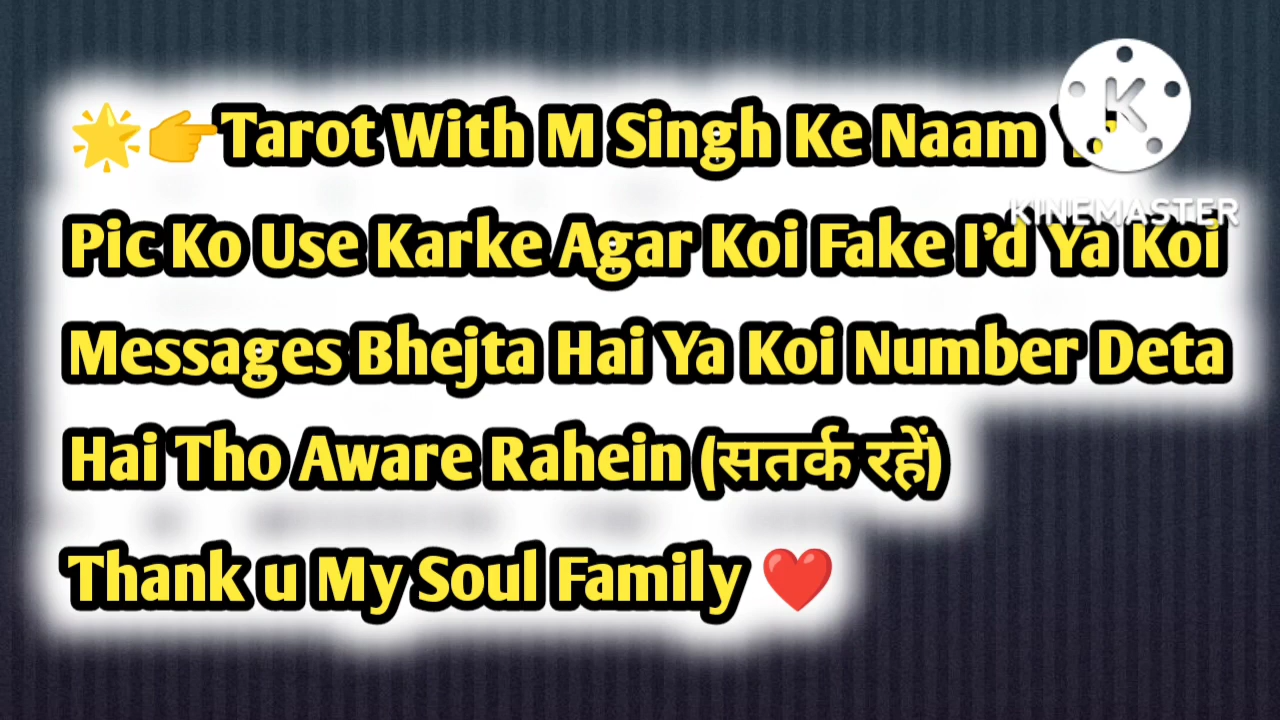 🌟👉Tarot With M Singh Ke Naam
KINEMASTER
Pic Ko Use Karke Agar Koi Fake I’d Ya Koi
Messages Bhejta Hai Ya Koi Number Deta
Hai Tho Aware Rahein (सतर्क रहें)
Thank u My Soul Family ❤️